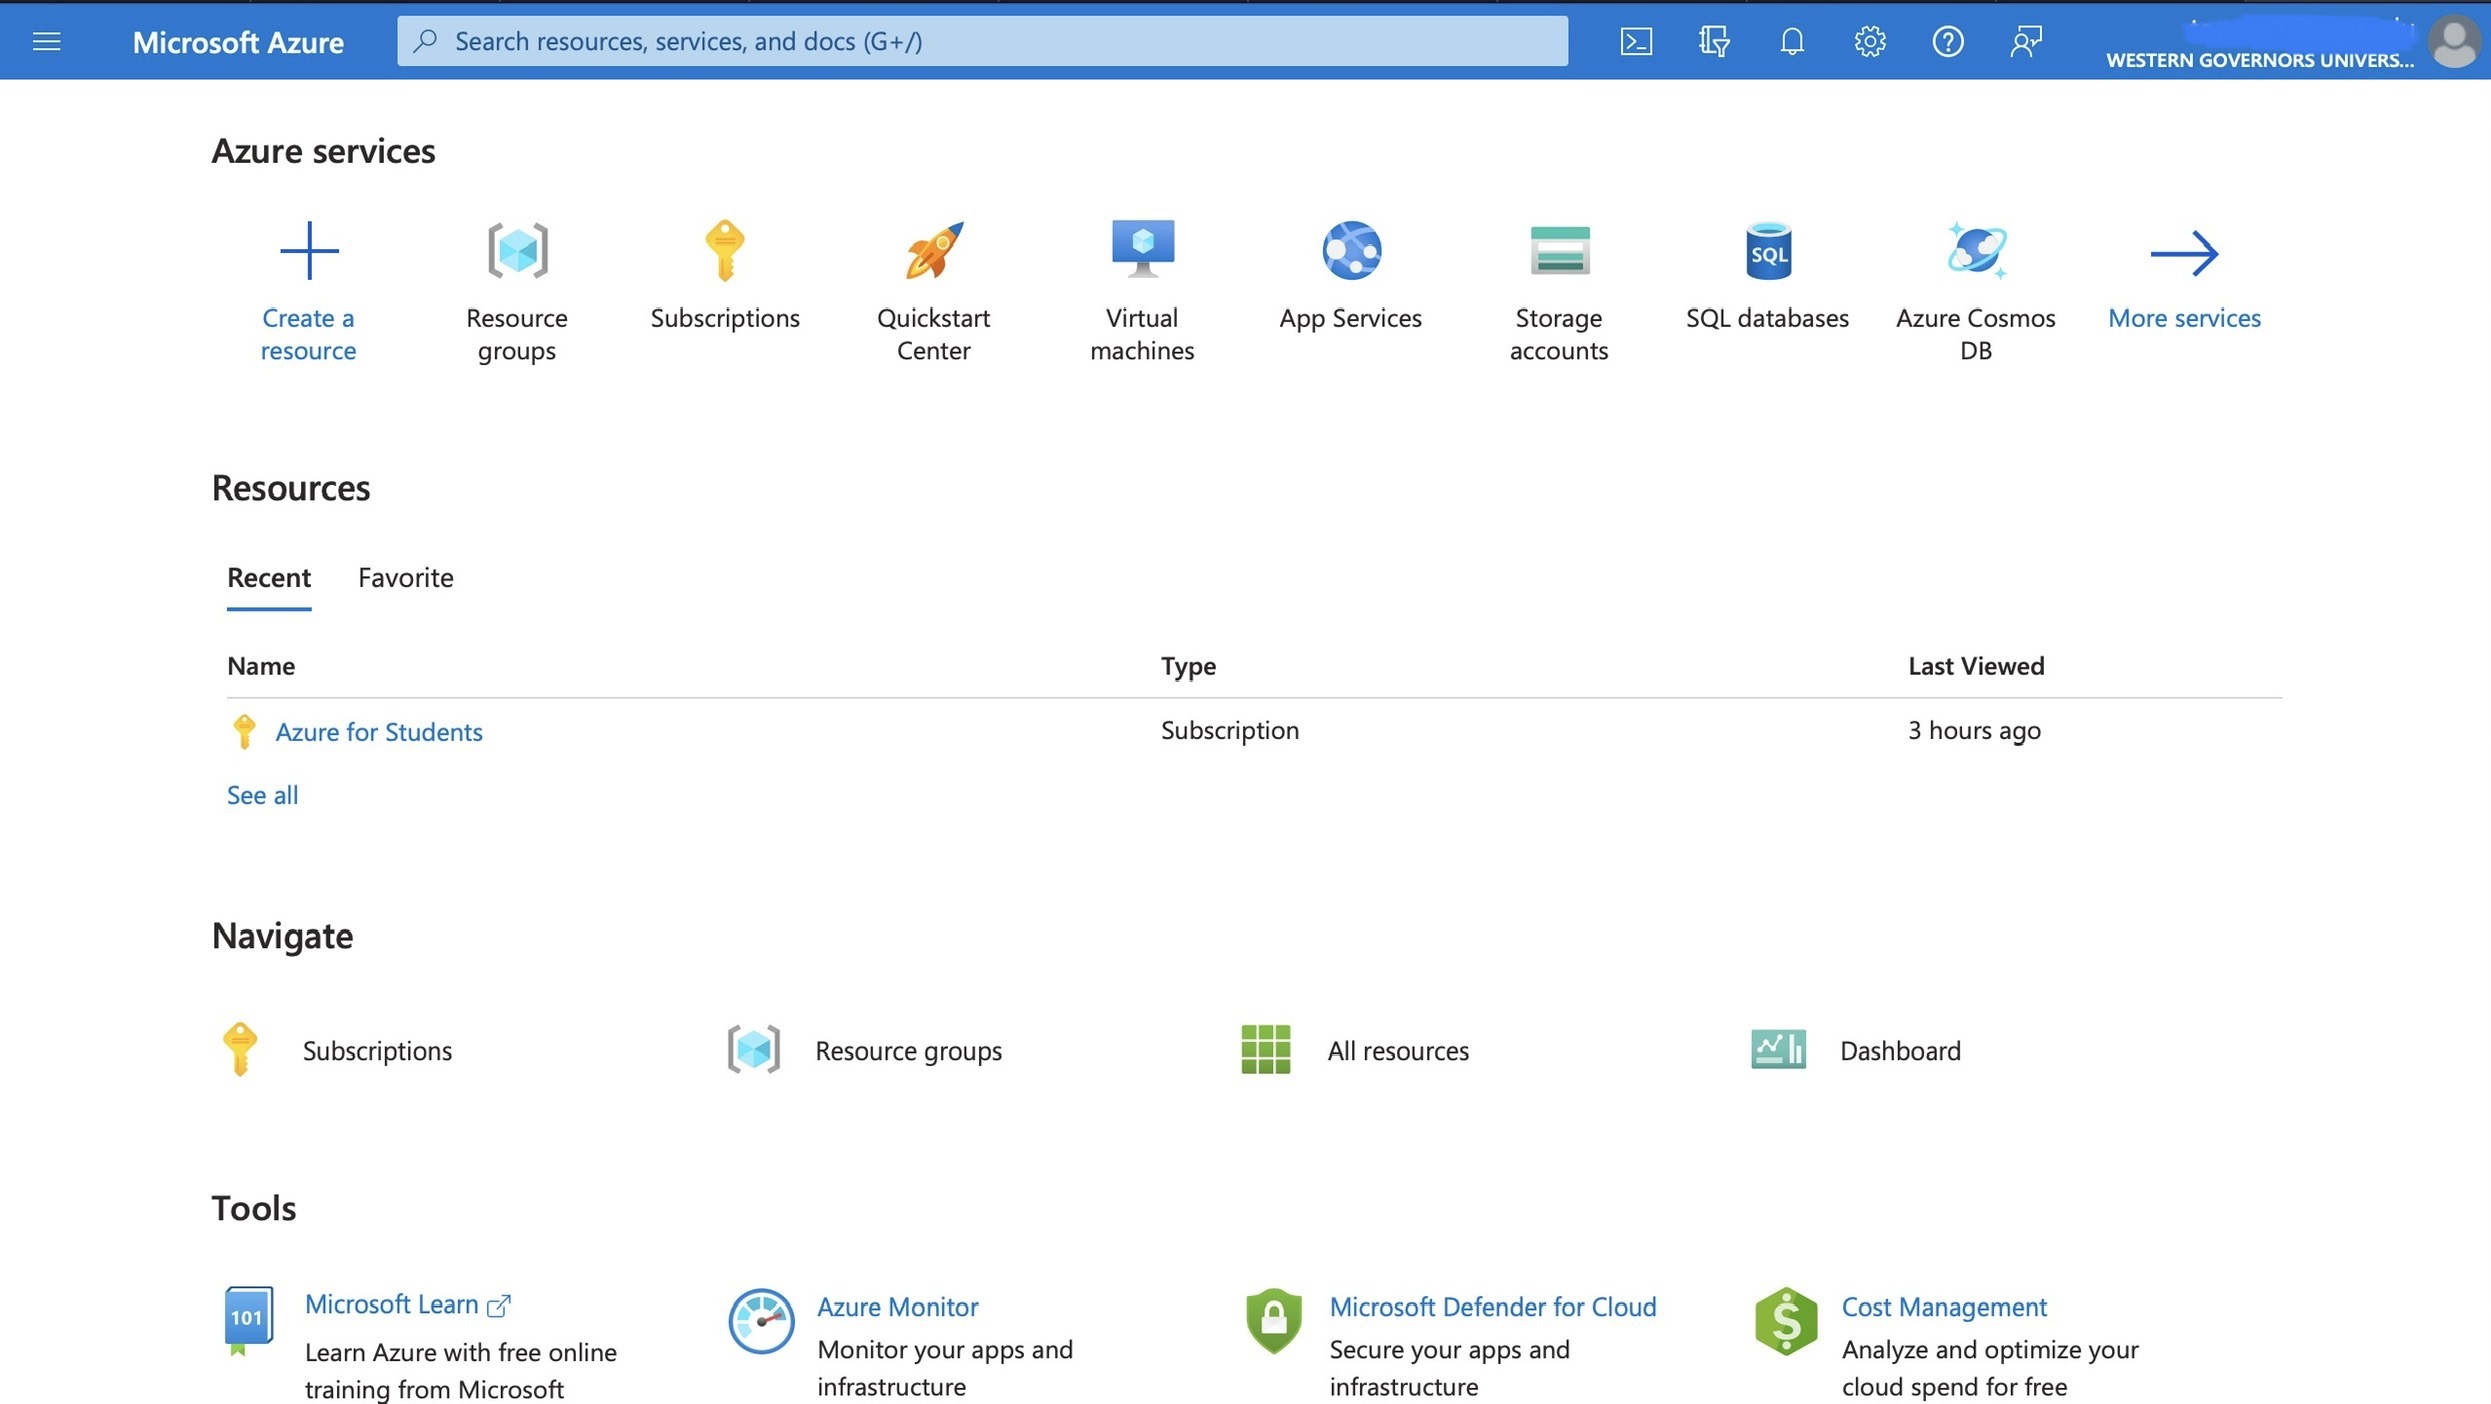 Microsoft Azure
Search resources, services, and docs (G+/)
WESTERN GOVERNORS UNIVERS...
Azure services
Create a
resource
Resource
groups
Subscriptions
Quickstart
Center
Virtual
machines
App Services
Storage
accounts
SQL
SQL databases
Azure Cosmos
DB
More services
Resources
Recent
Favorite
Name
Type
Last Viewed
Azure for Students
Subscription
3 hours ago
See all
Navigate
Subscriptions
Resource groups
All resources
Dashboard
Tools
101
Microsoft Learn
Learn Azure with free online
training from Microsoft
Azure Monitor
Monitor your apps and
infrastructure
Microsoft Defender for Cloud
Secure your apps and
infrastructure
$
Cost Management
Analyze and optimize your
cloud spend for free